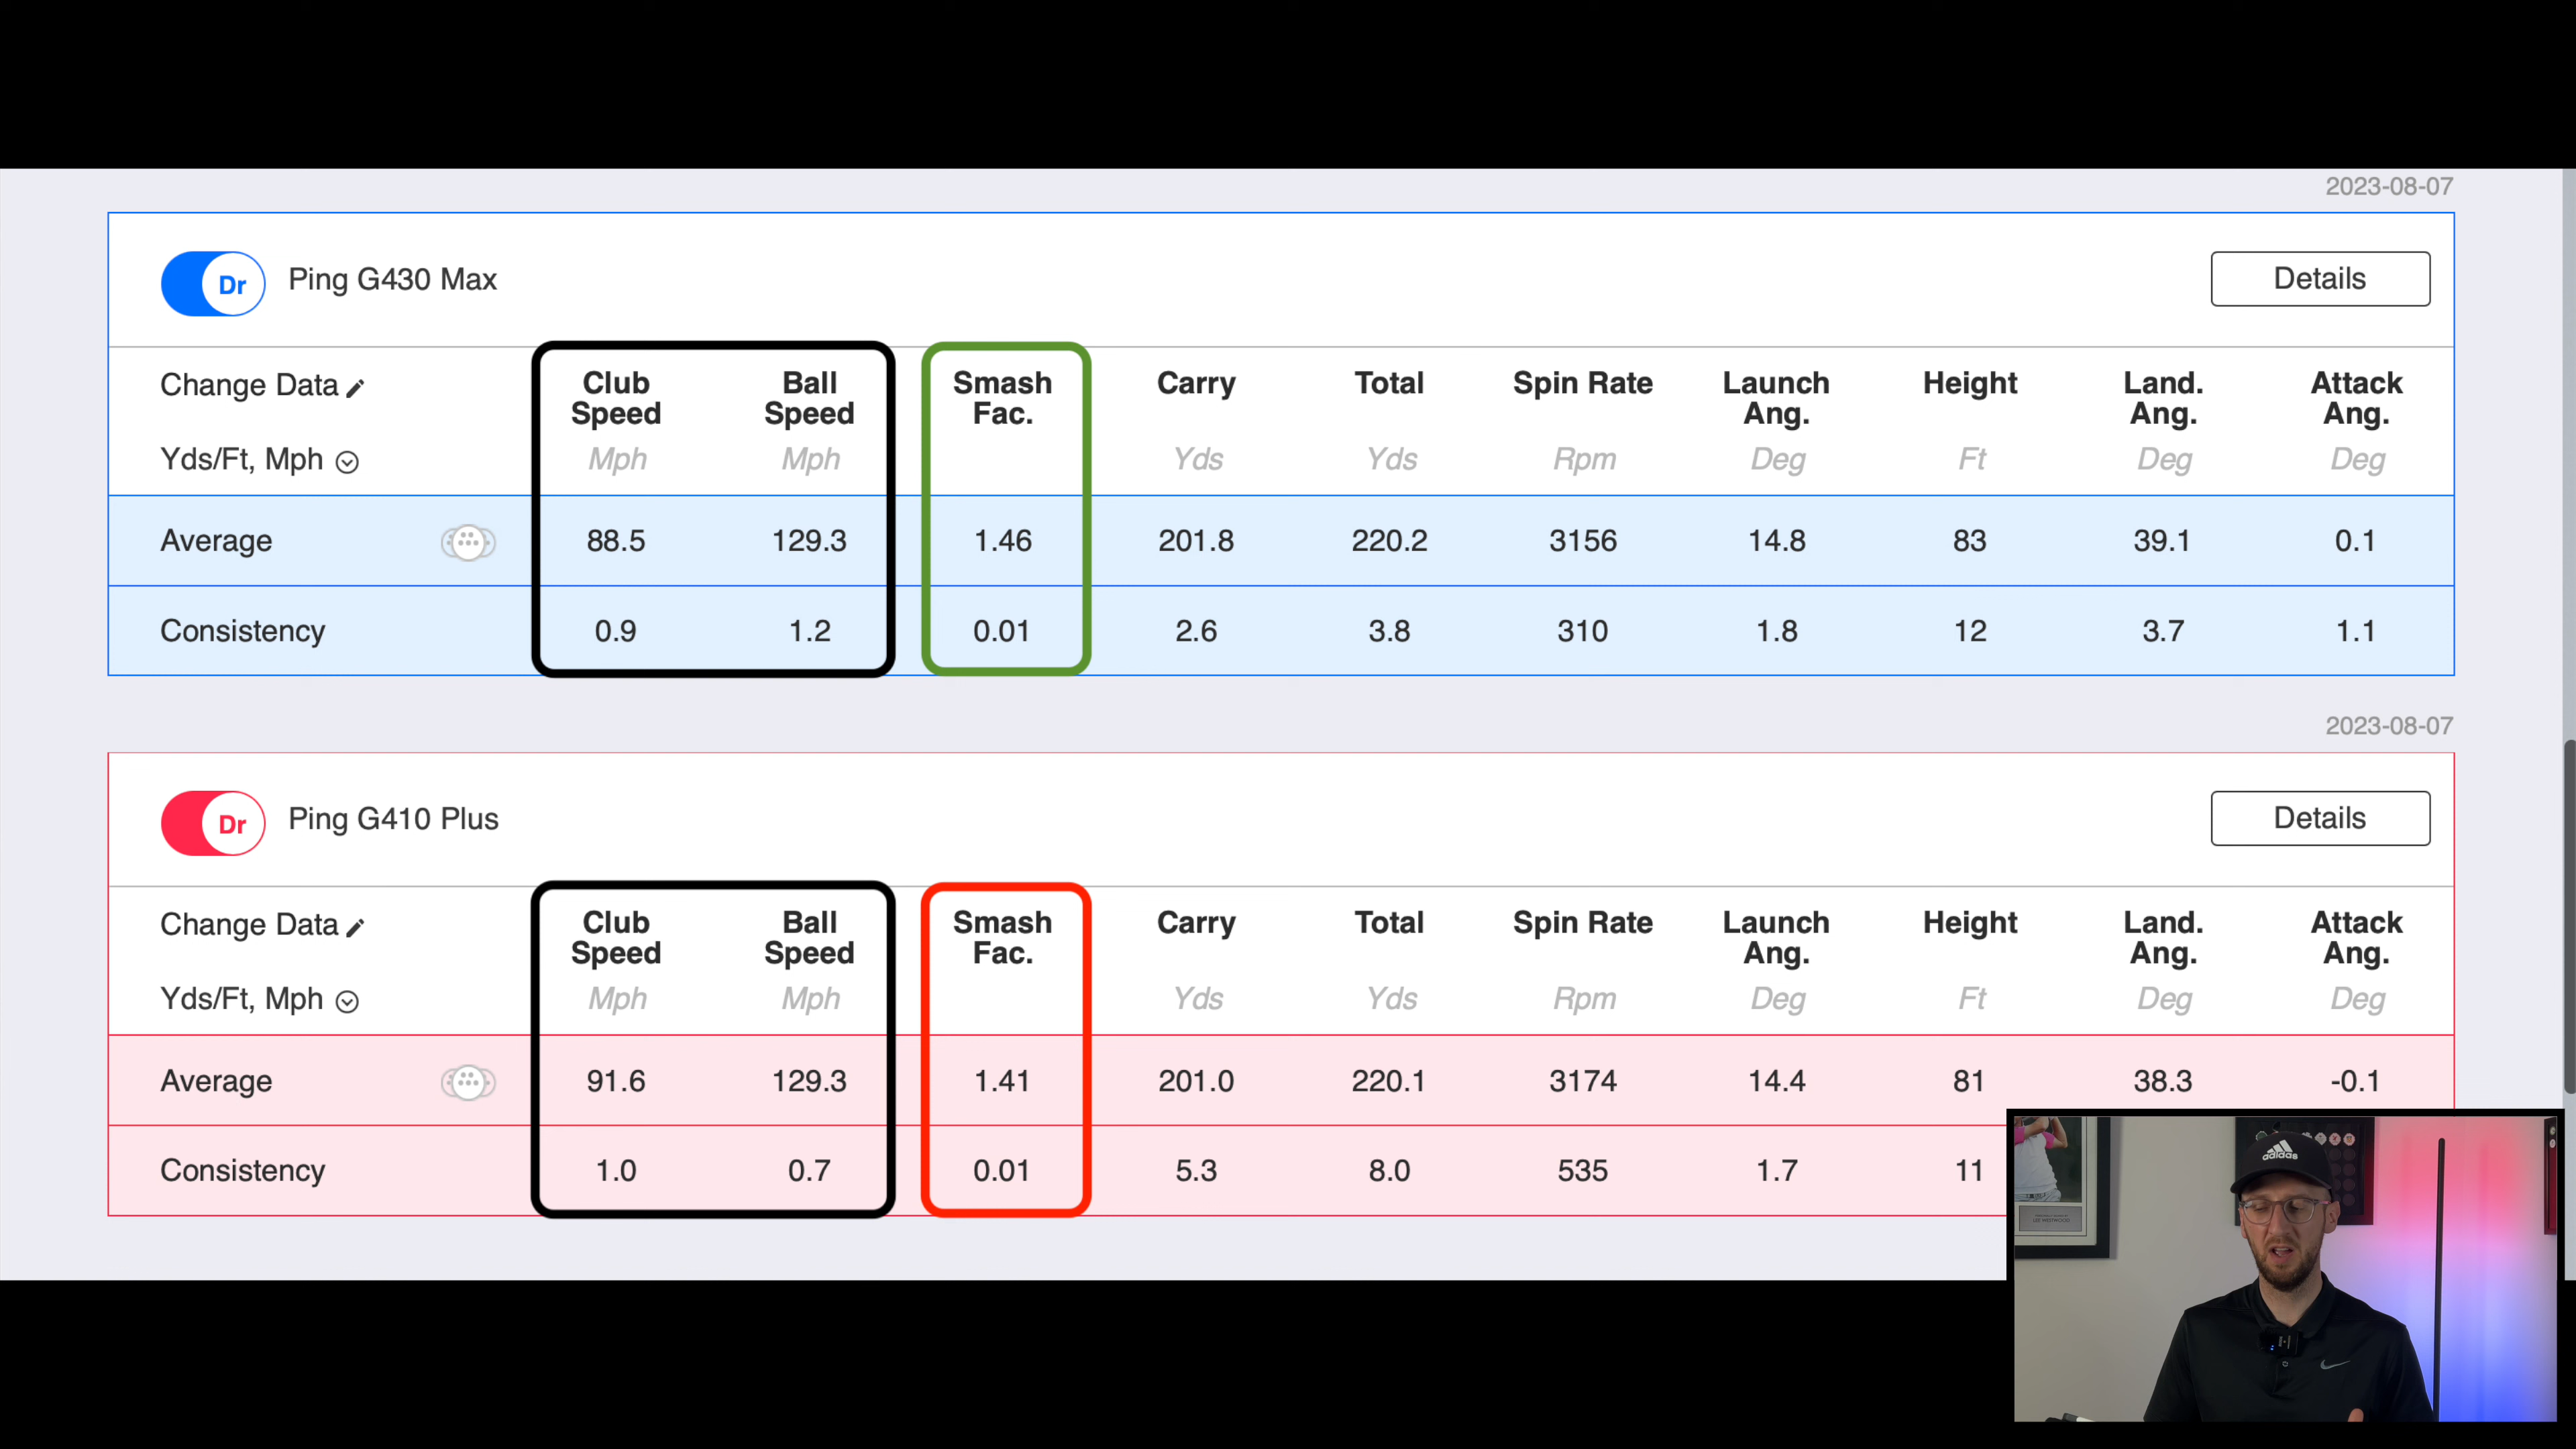 2023-08-07
Dr Ping G430 Max Details
Change Data Club Speed Ball Speed Smash Fac. Carry Total Spin Rate Launch Ang. Height Land. Ang. Attack Ang.
Yds/Ft, Mph Mph Mph Yds Yds Rpm Deg Ft Deg Deg
Average 88.5 129.3 1.46 201.8 220.2 3156 14.8 83 39.1 0.1
Consistency 0.9 1.2 0.01 2.6 3.8 310 1.8 12 3.7 1.1
2023-08-07
Dr Ping G410 Plus Details
Change Data Club Speed Ball Speed Smash Fac. Carry Total Spin Rate Launch Ang. Height Land. Ang. Attack Ang.
Yds/Ft, Mph Mph Mph Yds Yds Rpm Deg Ft Deg Deg
Average 91.6 129.3 1.41 201.0 220.1 3174 14.4 81 38.3 -0.1
Consistency 1.0 0.7 0.01 5.3 8.0 535 1.7 11
adidas
LEE WESTWOOD